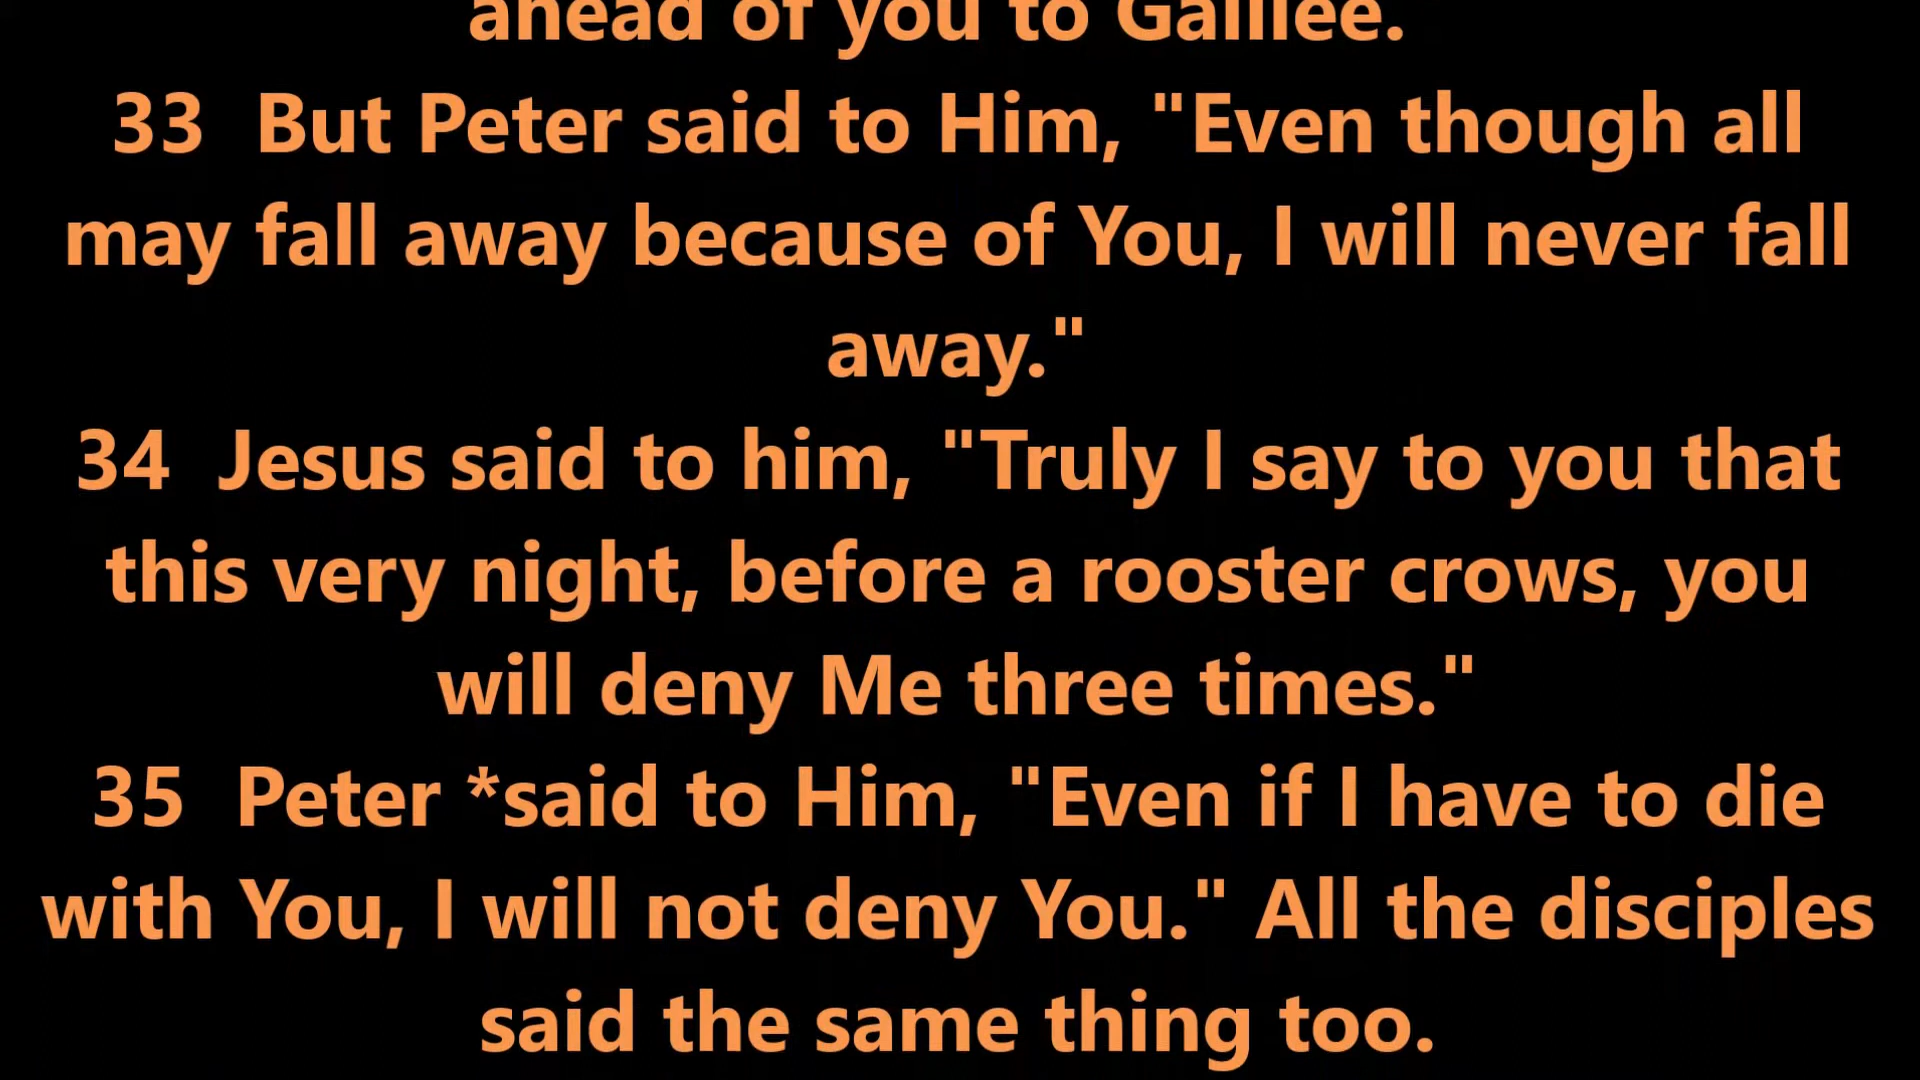 ahead of you to Galilee.
33  But Peter said to Him, "Even though all
may fall away because of You, I will never fall
away."
34  Jesus said to him, "Truly I say to you that
this very night, before a rooster crows, you
will deny Me three times."
35  Peter *said to Him, "Even if I have to die
with You, I will not deny You." All the disciples
said the same thing too.